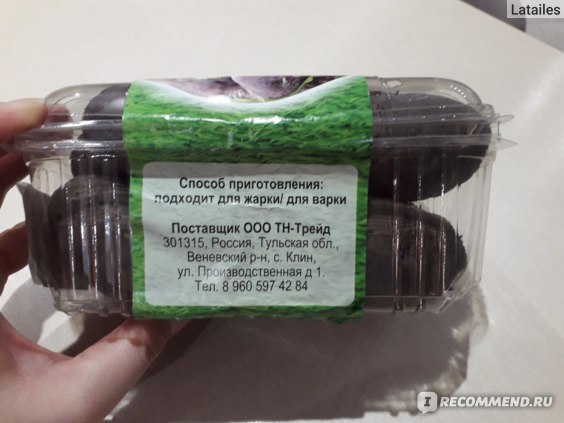 Latailes
Способ приготовления:
подходит для жарки/ для варки
Поставщик ООО ТН-Трейд
301315, Россия, Тульская обл.,
Веневский р-н, с. Клин,
ул. Производственная д 1.
Тел. 8 960 597 42 84
IRECOMMEND.RU